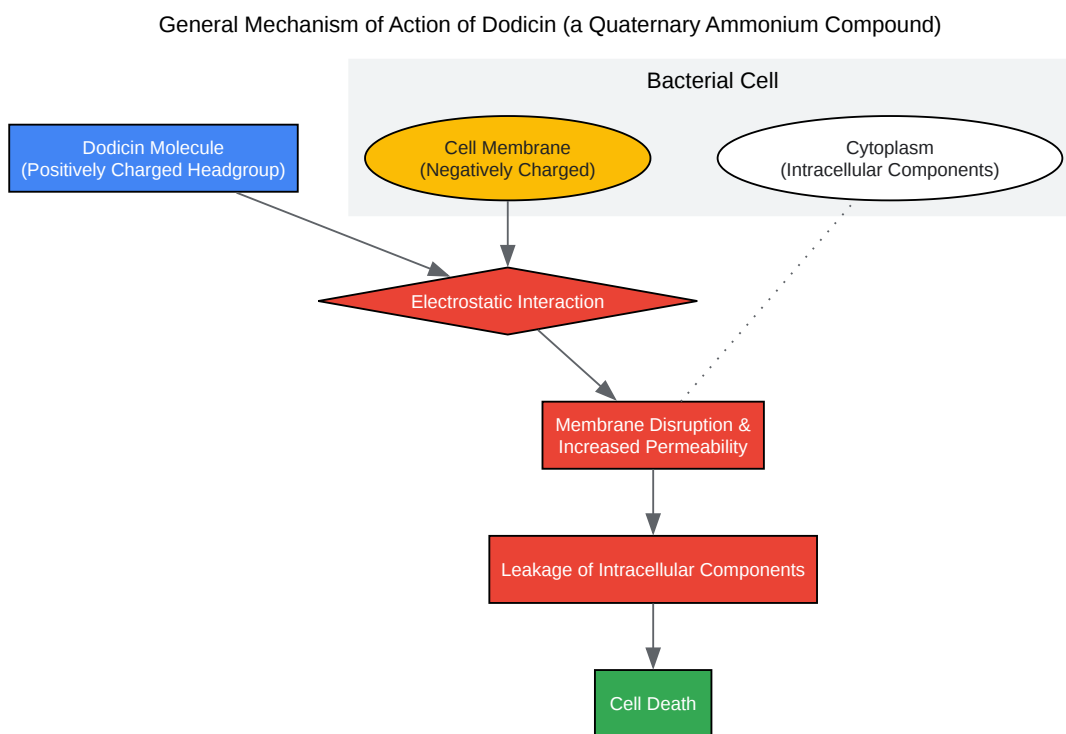 General Mechanism of Action of Dodicin (a Quaternary Ammonium Compound)
Bacterial Cell
Dodicin Molecule
(Positively Charged Headgroup)
Cell Membrane
(Negatively Charged)
Cytoplasm
(Intracellular Components)
Electrostatic Interaction
Membrane Disruption &
Increased Permeability
Leakage of Intracellular Components
Cell Death